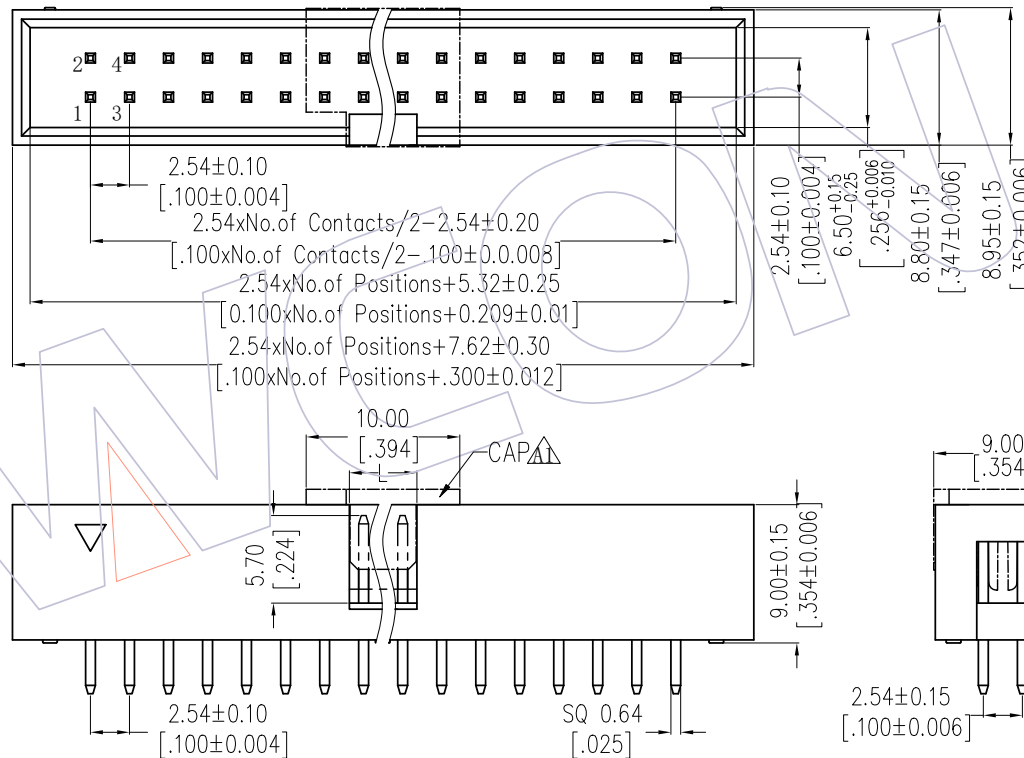 2 4
1 3
2.54±0.10
[.100±0.004]
2.54xNo.of Contacts/2-2.54±0.20
[.100xNo.of Contacts/2-.100±0.0.008]
2.54xNo.of Positions+5.32±0.25
[0.100xNo.of Positions+0.209±0.01]
2.54xNo.of Positions+7.62±0.30
[.100xNo.of Positions+.300±0.012]
2.54±0.10
[.100±0.004]
6.50+0.15-0.25
[.256+0.006-0.010]
8.80±0.15
[.347±0.006]
8.95±0.15
[.352±0.006]
10.00
[.394]
L
CAP A1
5.70
[.224]
9.00±0.15
[.354±0.006]
9.00
[.354
2.54±0.10
[.100±0.004]
SQ 0.64
[.025]
2.54±0.15
[.100±0.006]
WCON